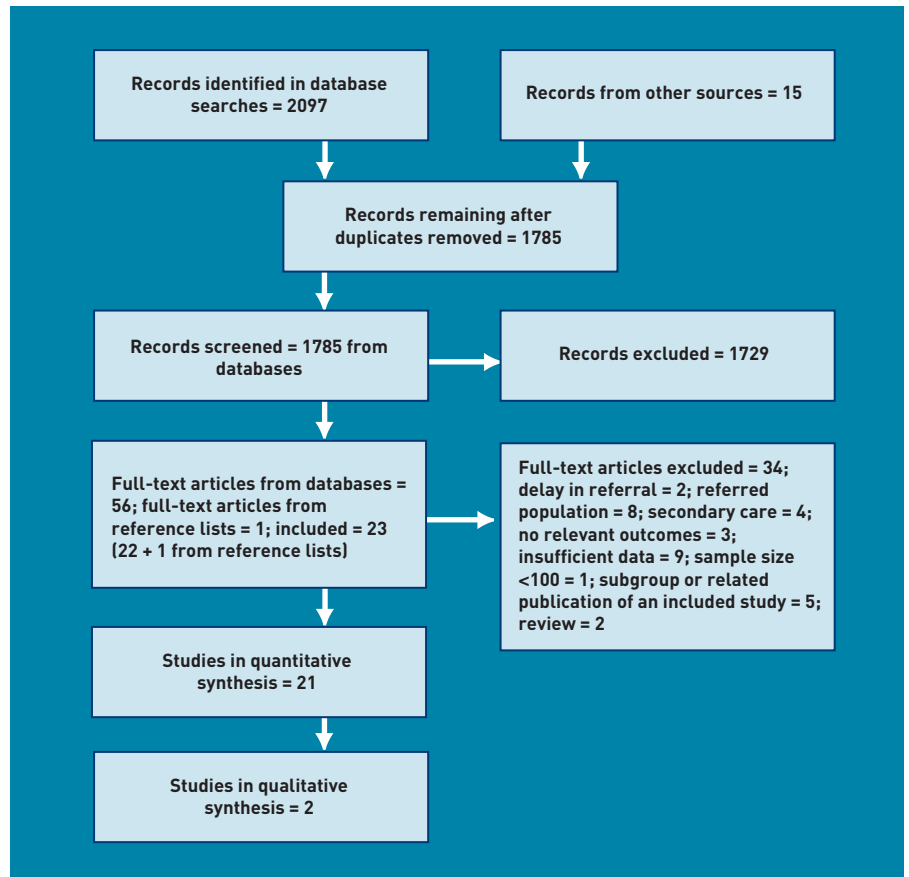 Records identified in database
searches = 2097
Records from other sources = 15
Records remaining after
duplicates removed = 1785
Records screened = 1785 from
databases
Records excluded = 1729
Full-text articles from databases =
56; full-text articles from
reference lists = 1; included = 23
(22 + 1 from reference lists)
Full-text articles excluded = 34;
delay in referral = 2; referred
population = 8; secondary care = 4;
no relevant outcomes = 3;
insufficient data = 9; sample size
<100 = 1; subgroup or related
publication of an included study = 5;
review = 2
Studies in quantitative
synthesis = 21
Studies in qualitative
synthesis = 2